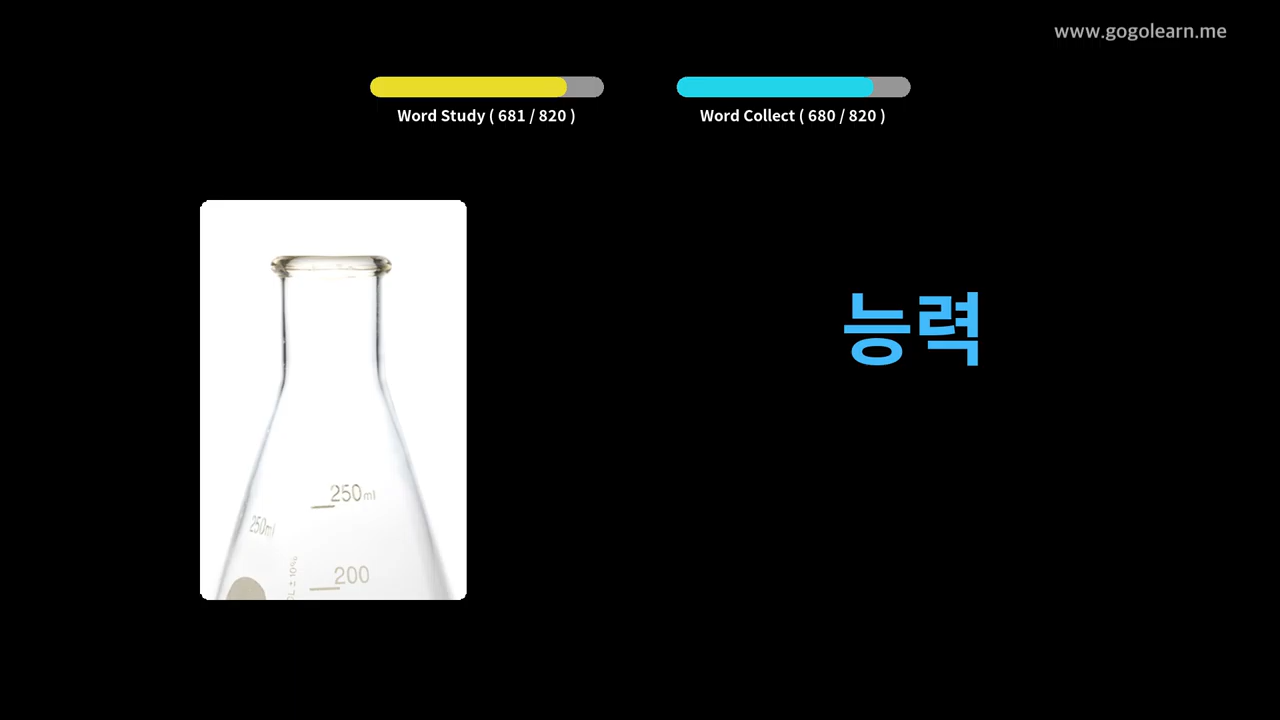 www.gogolearn.me
Word Study ( 681 / 820 )
Word Collect ( 680 / 820 )
능력
250ml
250ml
200